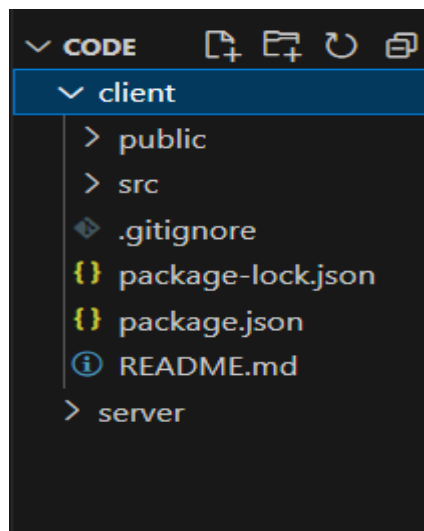 CODE
client
public
src
.gitignore
package-lock.json
package.json
README.md
server